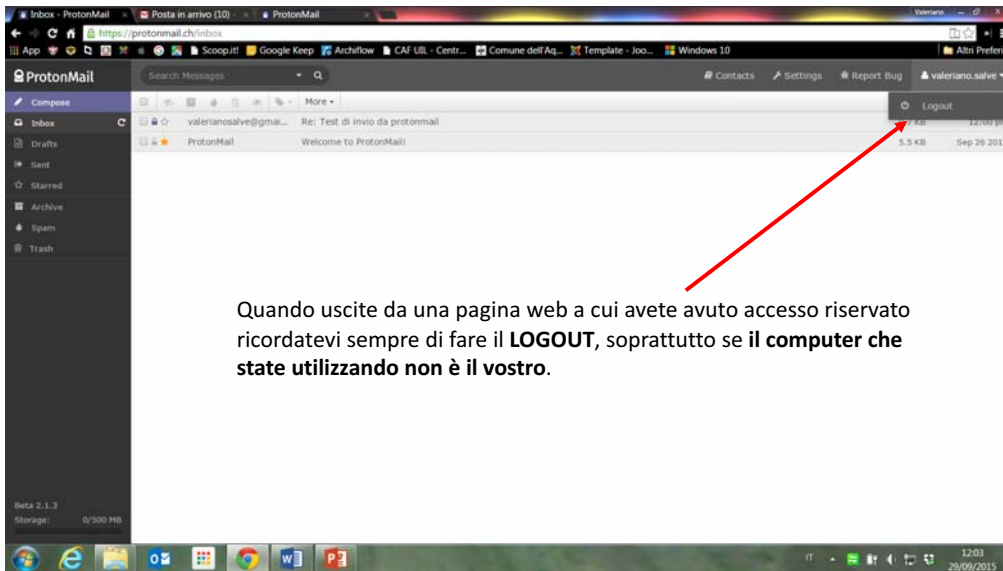 Inbox - ProtonMail
Posta in arrivo (10) -
ProtonMail
Valeriano
https://protonmail.ch/inbox
App
Scoop.it!
Google Keep
Archiflow
CAF UIL - Centr...
Comune dell'Aq...
Template - Joo...
Windows 10
Altri Prefer
ProtonMail
Search Messages
Contacts
Settings
Report Bug
valeriano.salve
Compose
More
Logout
Inbox
valerianosalve@gmai...
Re: Test di invio da protonmail
KB
12:00 p
Drafts
ProtonMail
Welcome to ProtonMail!
5.5 KB
Sep 26 201
Sent
Starred
Archive
Spam
Trash
Quando uscite da una pagina web a cui avete avuto accesso riservato
ricordatevi sempre di fare il LOGOUT, soprattutto se il computer che
state utilizzando non è il vostro.
Beta 2.1.3
Storage: 0/500 MB
IT
12:03
29/09/2015